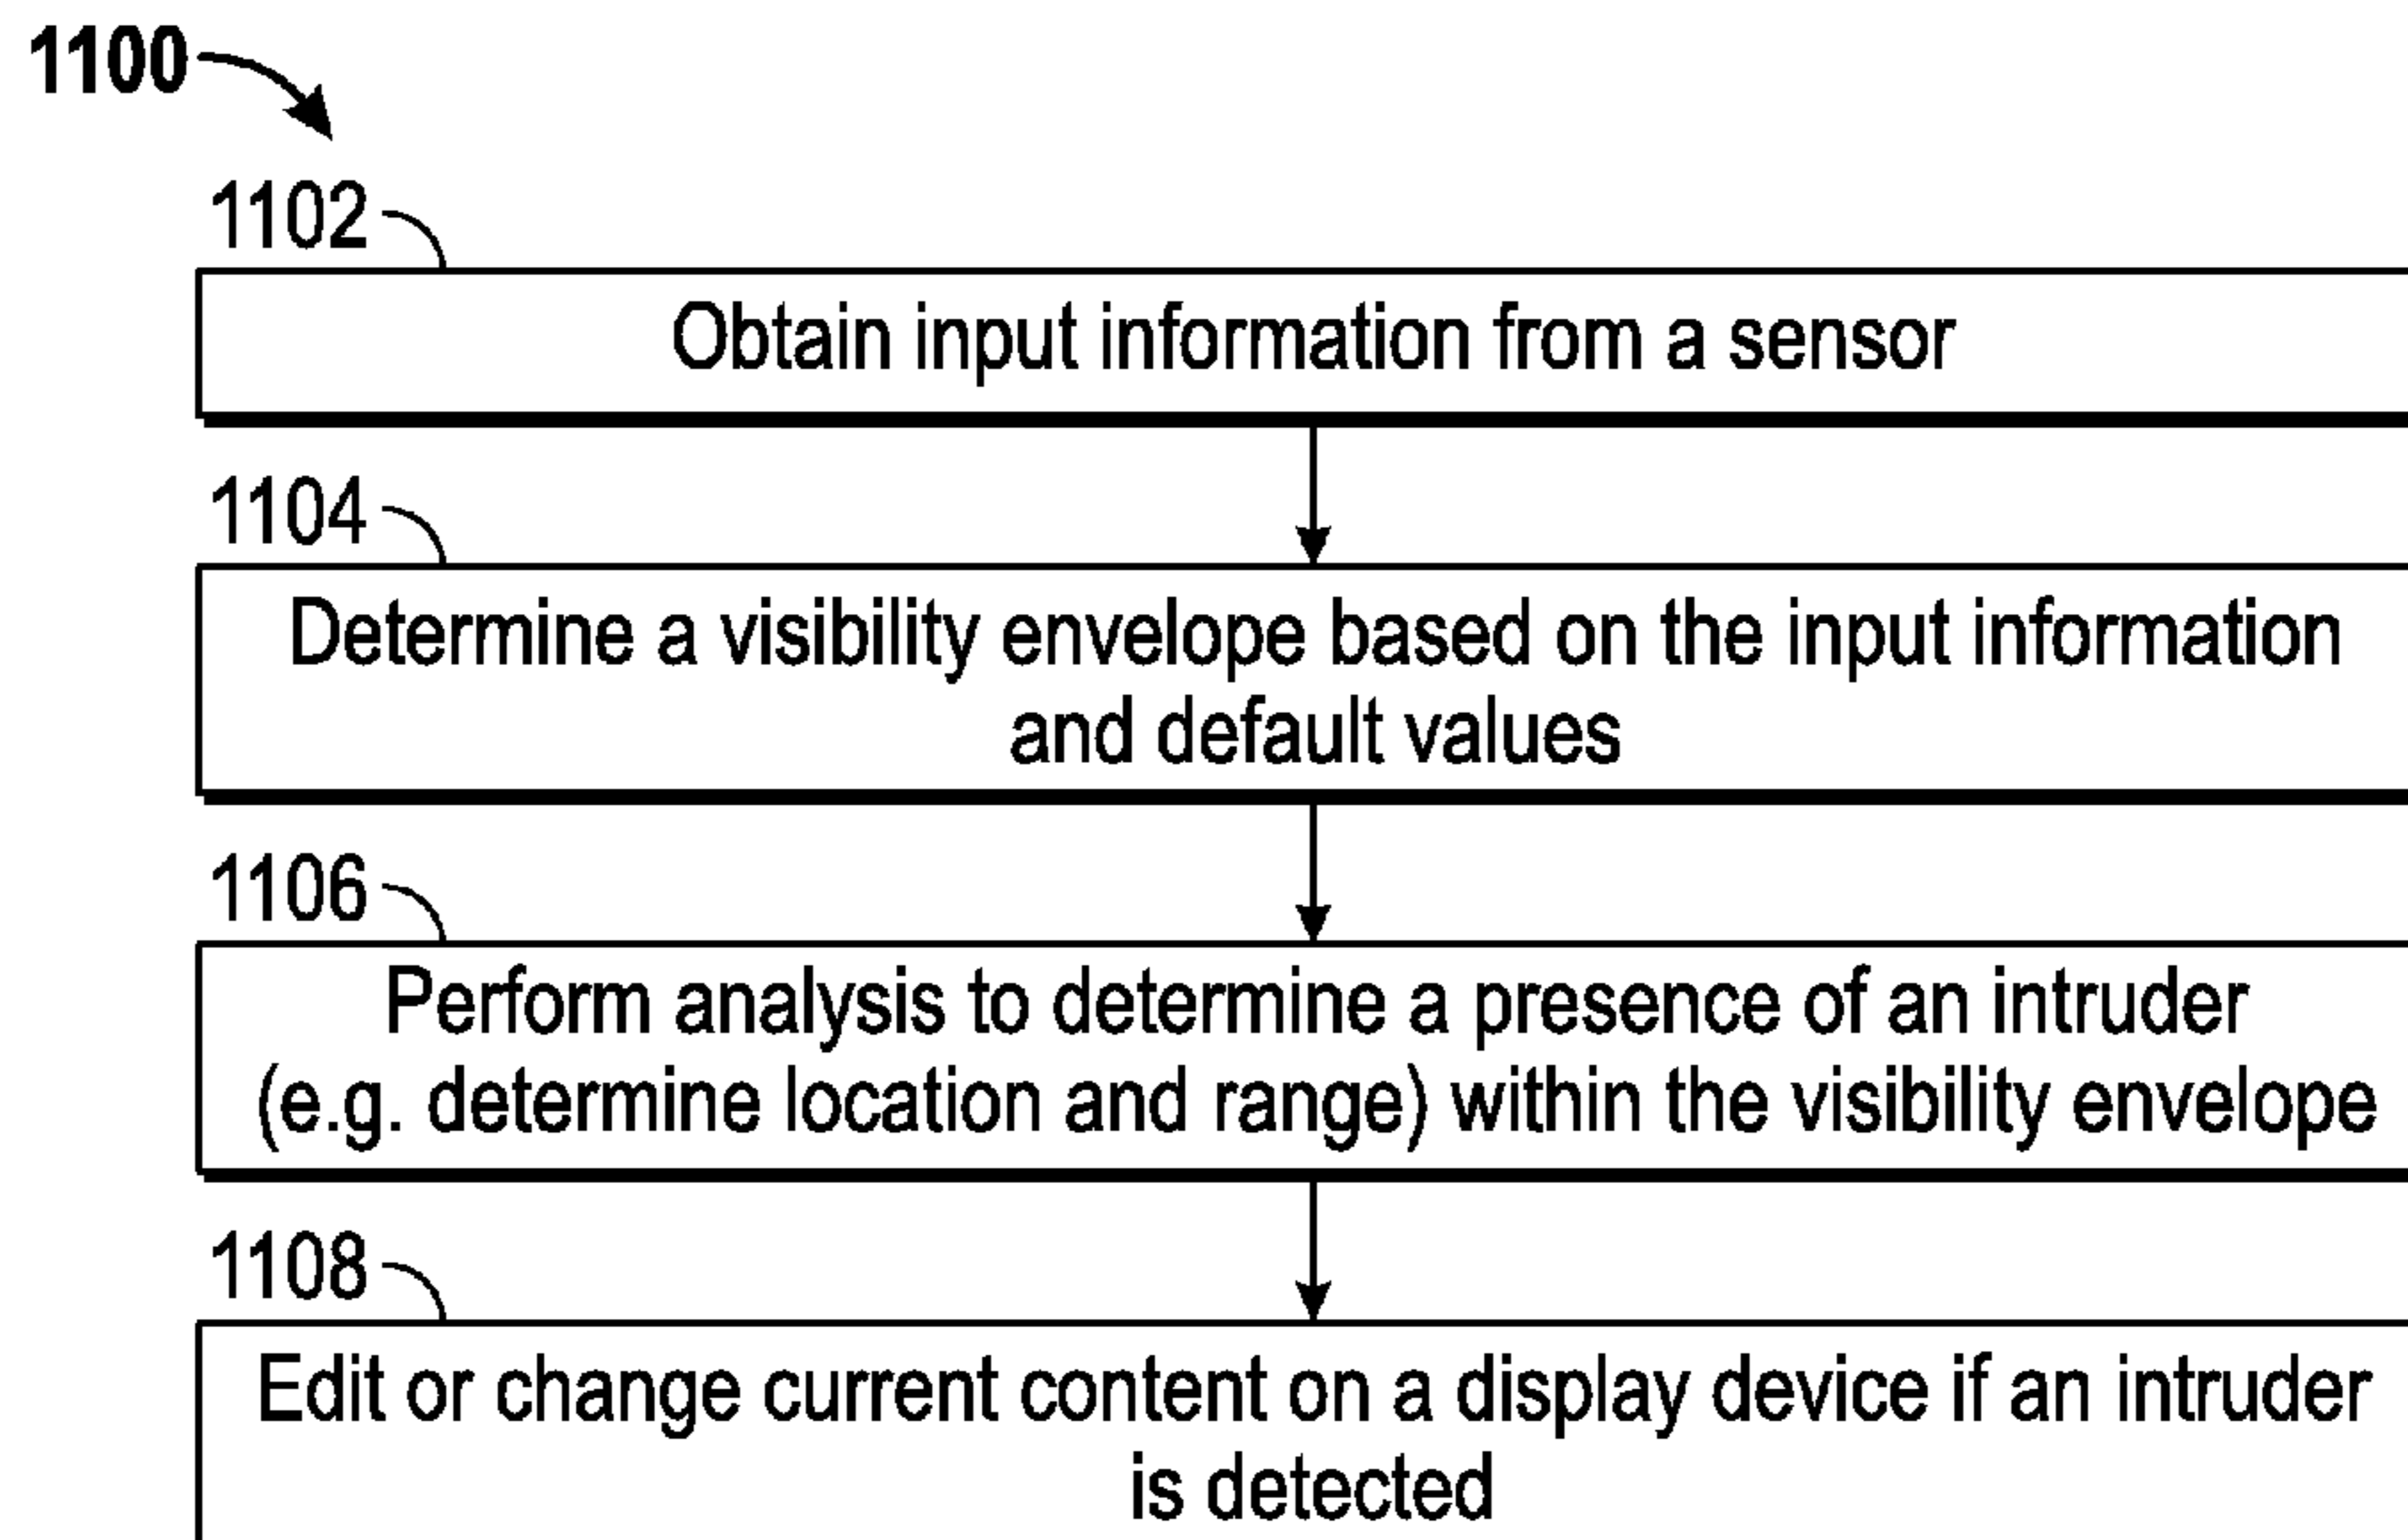 1100
1102
Obtain input information from a sensor
1104
Determine a visibility envelope based on the input information
and default values
1106
Perform analysis to determine a presence of an intruder
(e.g. determine location and range) within the visibility envelope
1108
Edit or change current content on a display device if an intruder
is detected